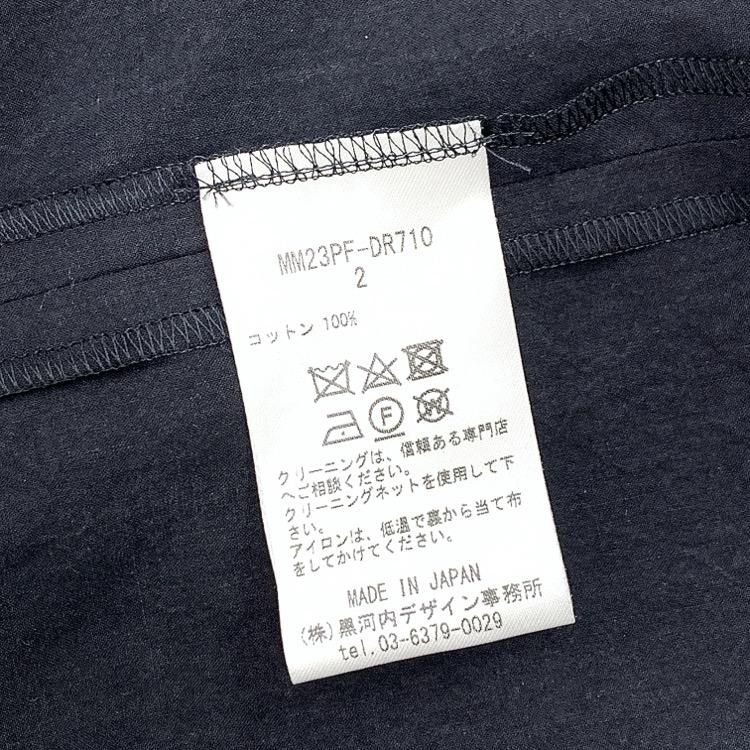 MM23PF-DR710
2
コットン 100%
クリーニングは、信頼ある専門店
へご相談ください。
クリーニングネットを使用して下
さい。
アイロンは、低温で裏から当て布
をしてかけてください。
MADE IN JAPAN
(株)黒河内デザイン事務所
tel.03-6379-0029